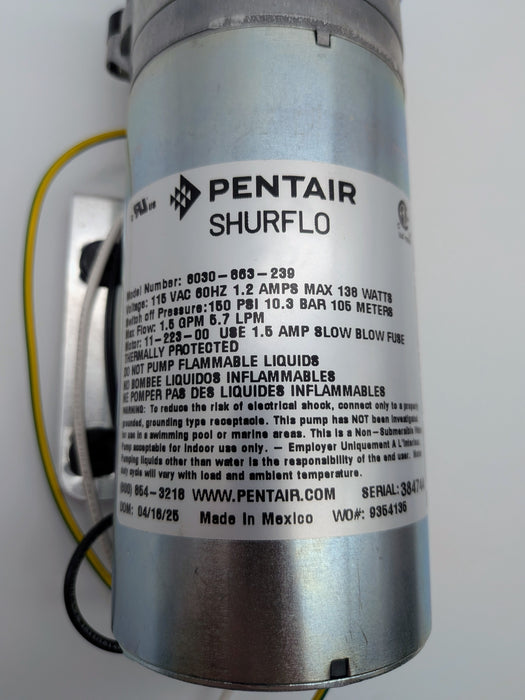 PENTAIR
SHURFLO
Model Number: 8030-863-239
Voltage: 115 VAC 60HZ 1.2 AMPS MAX 138 WATTS
Switch off Pressure:150 PSI 10.3 BAR 105 METERS
Max Flow: 1.5 GPM 5.7 LPM
Motor: 11-223-00 USE 1.5 AMP SLOW BLOW FUSE
THERMALLY PROTECTED
DO NOT PUMP FLAMMABLE LIQUIDS
NO BOMBEE LIQUIDOS INFLAMMABLES
NE POMPER PAS DES LIQUIDES INFLAMMABLES
WARNING: To reduce the risk of electrical shock, connect only to a properly
grounded, grounding type receptacle. This pump has NOT been investigated
for use in a swimming pool or marine areas. This is a Non-Submersible
Pump acceptable for indoor use only. - Employer Uniquement A L'
Pumping liquids other than water is the responsibility of the end user.
duty cycle will vary with load and ambient temperature.
(800) 854-3218 WWW.PENTAIR.COM SERIAL: 384744
DOM: 04/16/25 Made In Mexico WO#: 9354135